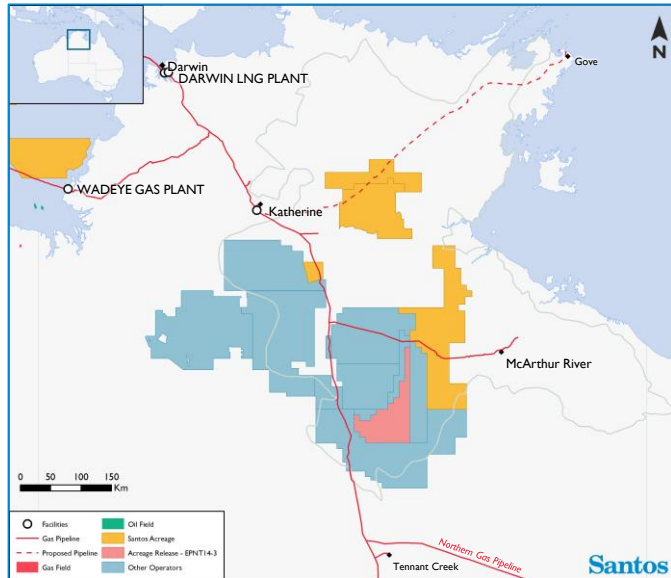 N
Darwin
DARWIN LNG PLANT
Gove
WADEYE GAS PLANT
Katherine
McArthur River
0 50 100 150
Km
Facilities
Gas Pipeline
Proposed Pipeline
Gas Field
Oil Field
Santos Acreage
Acreage Release - EPNT14-3
Other Operators
Northern Gas Pipeline
Tennant Creek
Santos